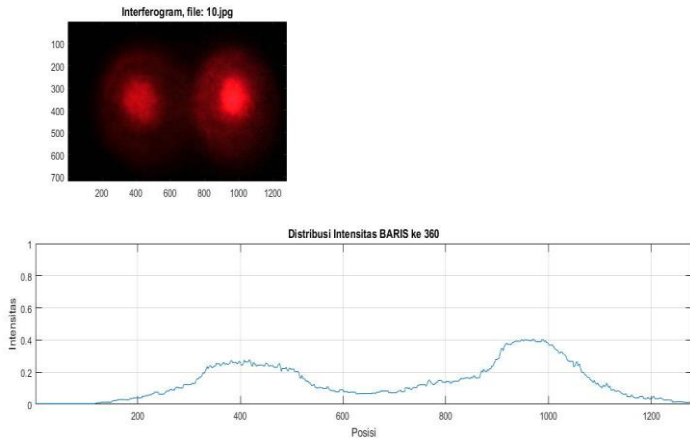 Interferogram, file: 10.jpg
100
200
300
400
500
600
700
200 400 600 800 1000 1200
Distribusi Intensitas BARIS ke 360
Intensitas
1
0.8
0.6
0.4
0.2
0
200 400 600 800 1000 1200
Posisi